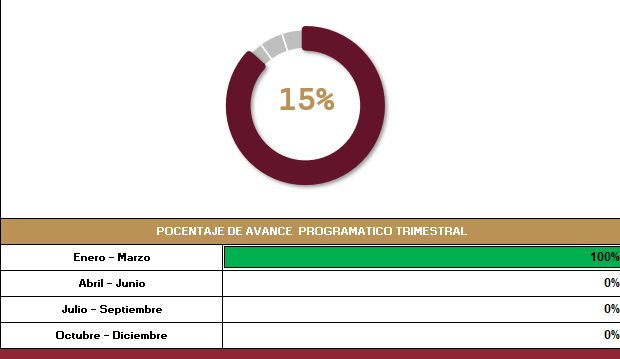 15%
POCENTAJE DE AVANCE PROGRAMATICO TRIMESTRAL
Enero - Marzo 100%
Abril - Junio 0%
Julio - Septiembre 0%
Octubre - Diciembre 0%